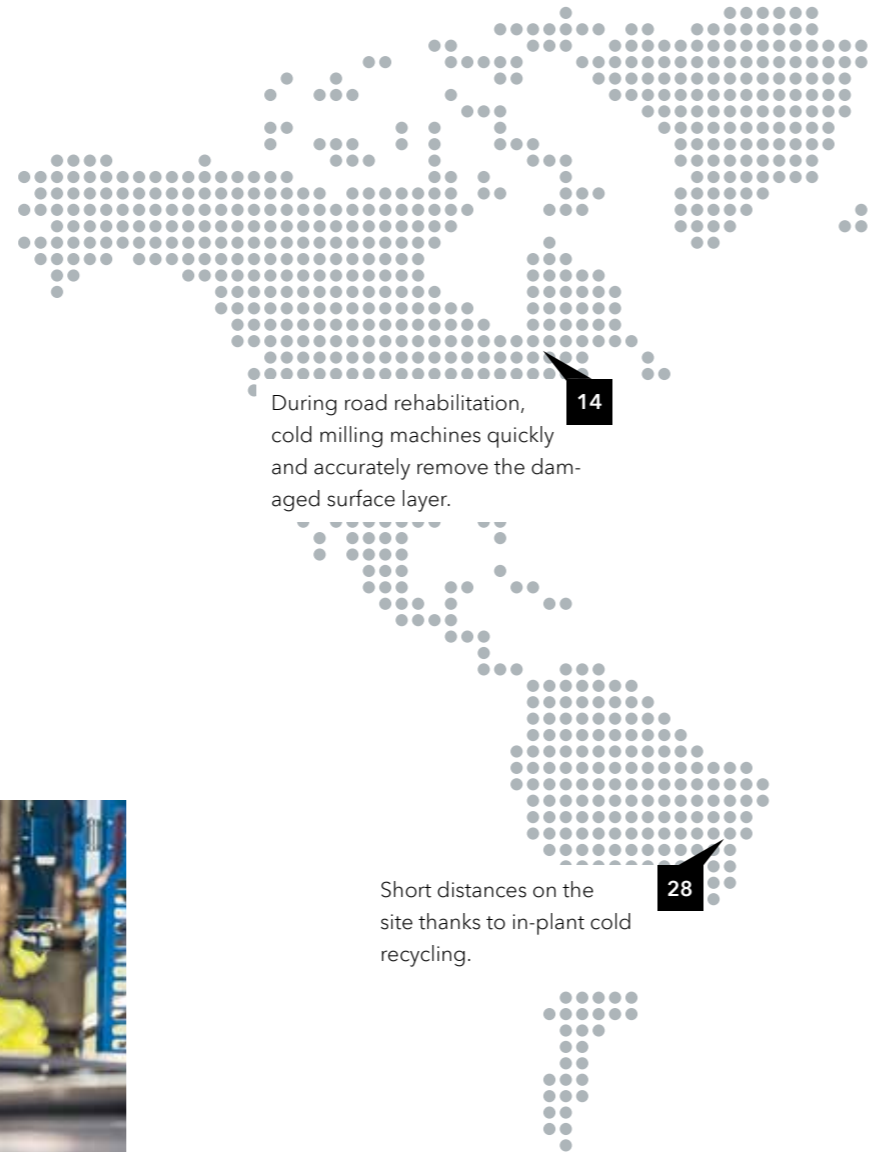 During road rehabilitation,
14
cold milling machines quickly
and accurately remove the dam-
aged surface layer.
Short distances on the
28
site thanks to in-plant cold
recycling.